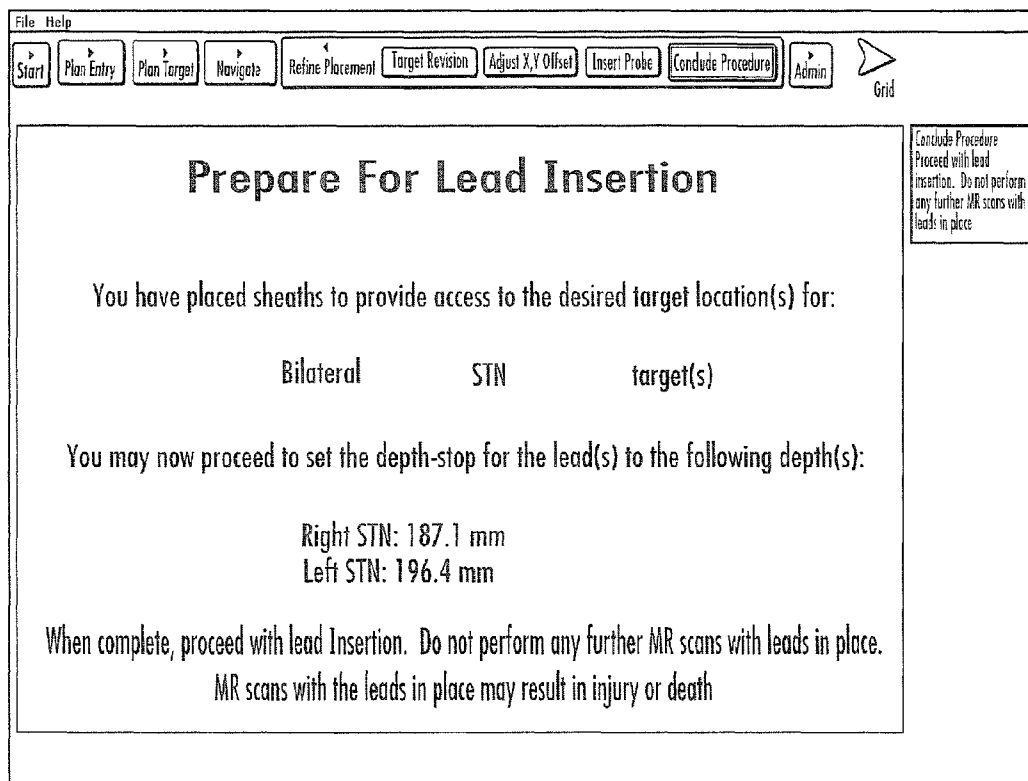 File Help
Start Plan Entry Plan Target Navigate Refine Placement Target Revision Adjust X,Y Offset Insert Probe Conclude Procedure Admin
Grid
Conclude Procedure
Proceed with lead
insertion. Do not perform
any further MR scans with
leads in place
Prepare For Lead Insertion
You have placed sheaths to provide access to the desired target location(s) for:
Bilateral STN target(s)
You may now proceed to set the depth-stop for the lead(s) to the following depth(s):
Right STN: 187.1 mm
Left STN: 196.4 mm
When complete, proceed with lead Insertion. Do not perform any further MR scans with leads in place.
MR scans with the leads in place may result in injury or death